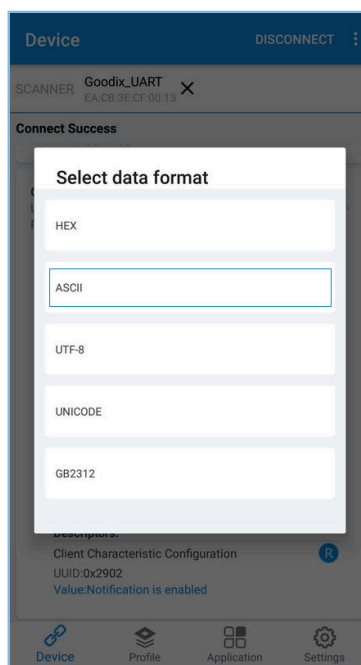 Device DISCONNECT
SCANNER Goodix_UART
EA:CB:3E:CF:00:13
Connect Success
Select data format
HEX
ASCII
UTF-8
UNICODE
GB2312
Descriptors:
Client Characteristic Configuration R
UUID:0x2902
Value:Notification is enabled
Device Profile Application Settings